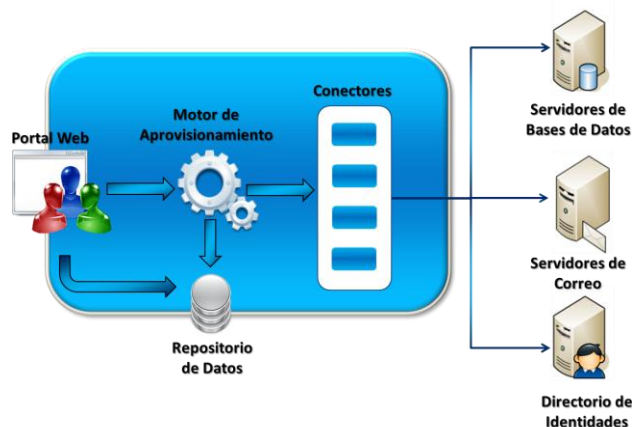 Portal Web
Motor de
Aprovisionamiento
Conectores
Repositorio
de Datos
Servidores de
Bases de Datos
Servidores de
Correo
Directorio de
Identidades